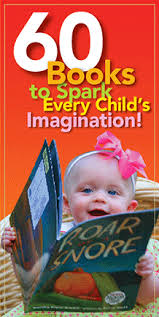 60
Books
to Spark
Every Child's
Imagination!
ROAR
SNORE